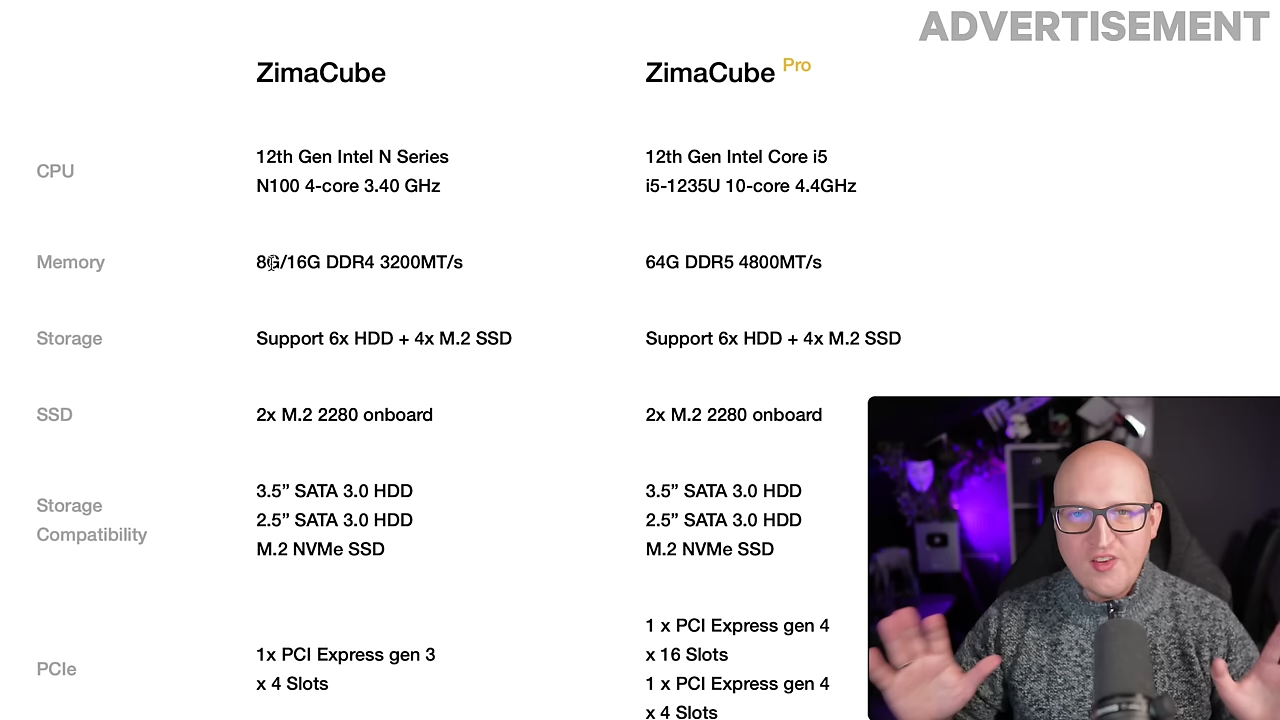 ADVERTISEMENT
ZimaCube
ZimaCube Pro
CPU
12th Gen Intel N Series
N100 4-core 3.40 GHz
12th Gen Intel Core i5
i5-1235U 10-core 4.4GHz
Memory
8G/16G DDR4 3200MT/s
64G DDR5 4800MT/s
Storage
Support 6x HDD + 4x M.2 SSD
Support 6x HDD + 4x M.2 SSD
SSD
2x M.2 2280 onboard
2x M.2 2280 onboard
Storage
Compatibility
3.5” SATA 3.0 HDD
2.5” SATA 3.0 HDD
M.2 NVMe SSD
3.5” SATA 3.0 HDD
2.5” SATA 3.0 HDD
M.2 NVMe SSD
PCIe
1x PCI Express gen 3
x 4 Slots
1 x PCI Express gen 4
x 16 Slots
1 x PCI Express gen 4
x 4 Slots